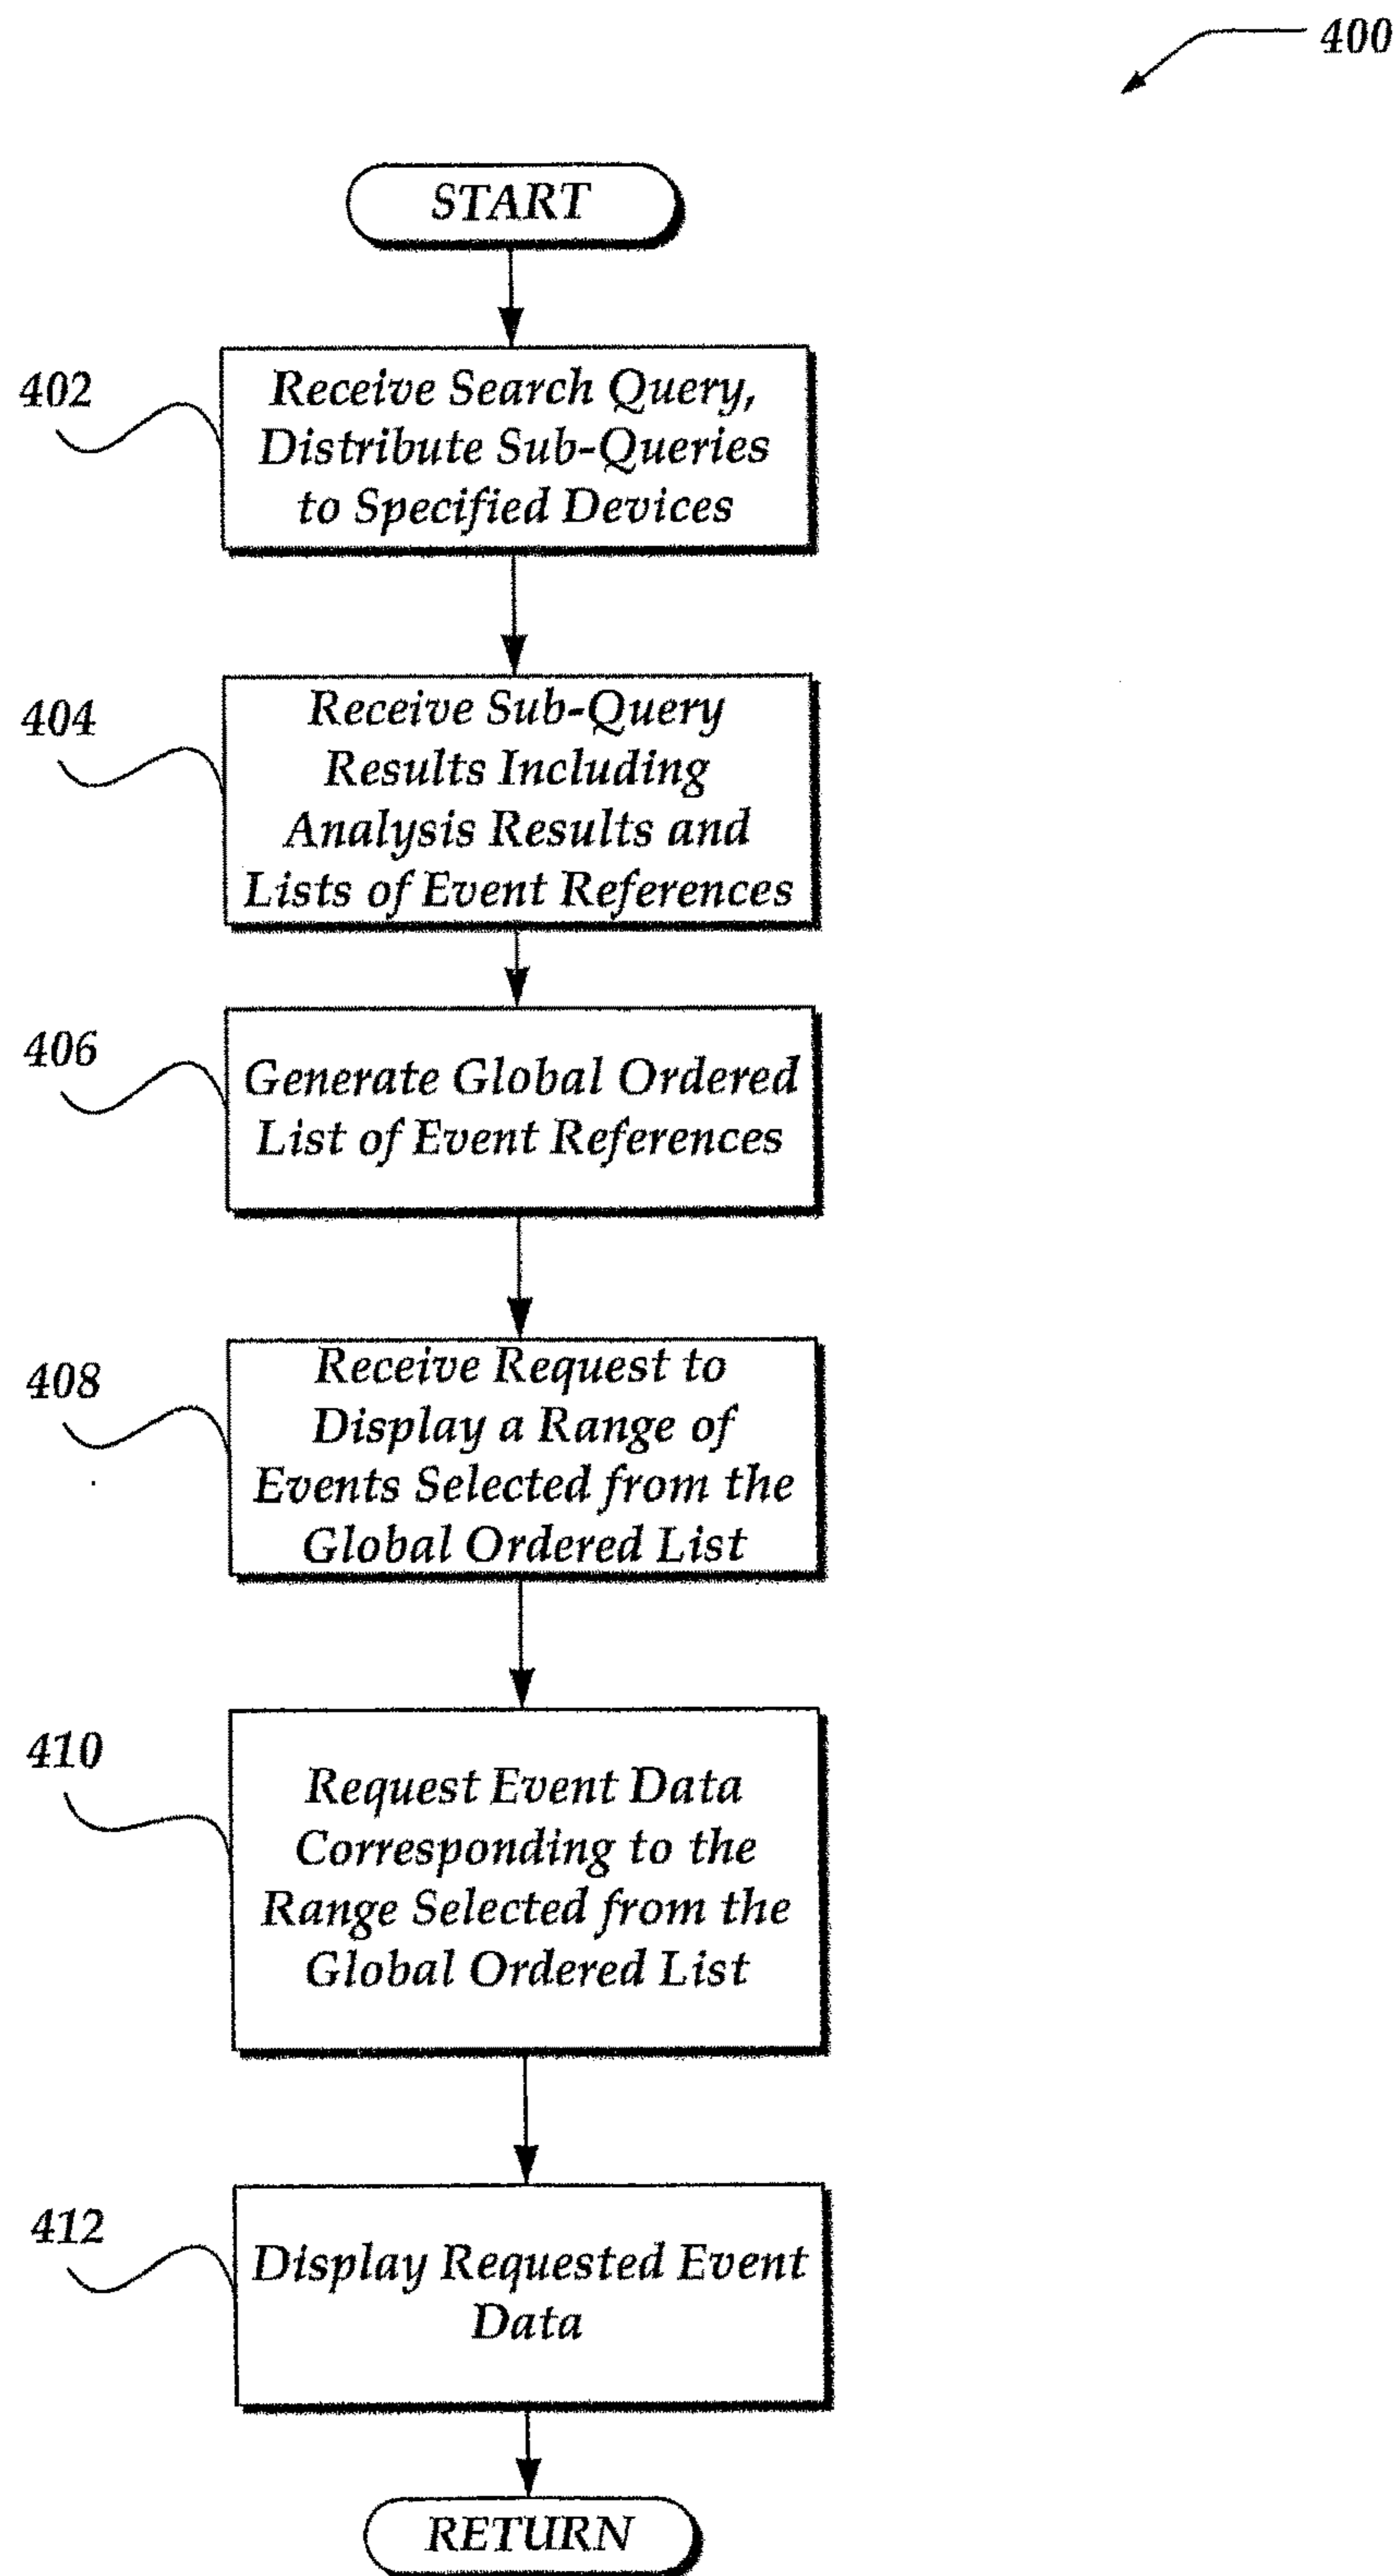 400
START
402
Receive Search Query,
Distribute Sub-Queries
to Specified Devices
404
Receive Sub-Query
Results Including
Analysis Results and
Lists of Event References
406
Generate Global Ordered
List of Event References
408
Receive Request to
Display a Range of
Events Selected from the
Global Ordered List
410
Request Event Data
Corresponding to the
Range Selected from the
Global Ordered List
412
Display Requested Event
Data
RETURN